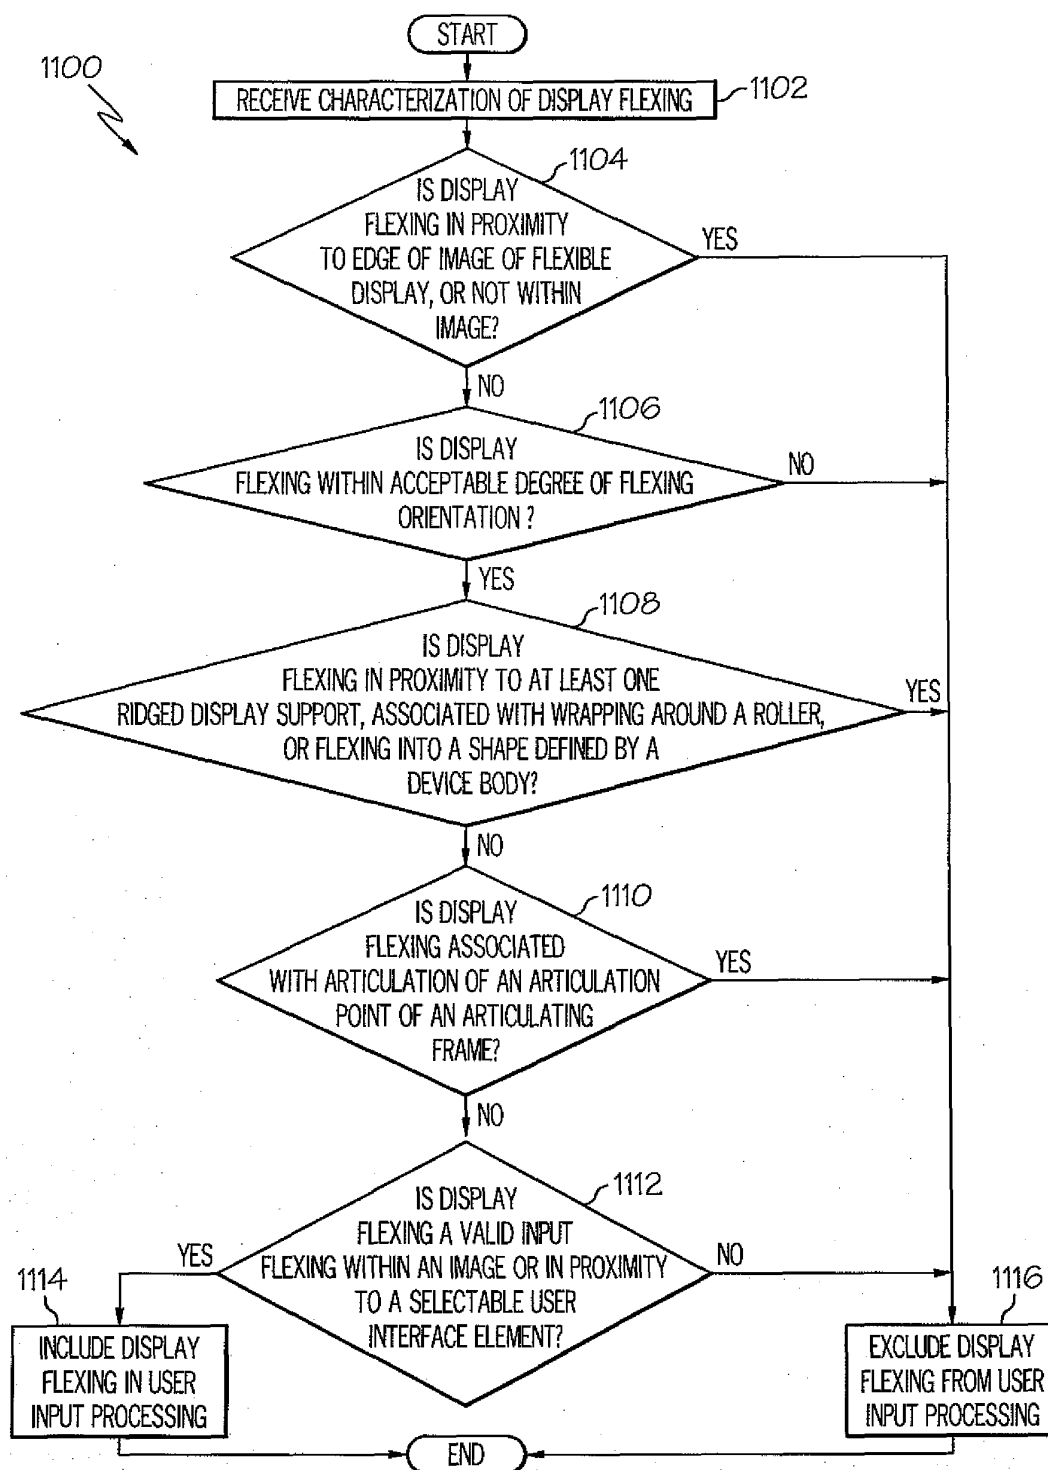 START
1100
RECEIVE CHARACTERIZATION OF DISPLAY FLEXING
1102
1104
IS DISPLAY
FLEXING IN PROXIMITY
TO EDGE OF IMAGE OF FLEXIBLE
DISPLAY, OR NOT WITHIN
IMAGE?
YES
NO
1106
IS DISPLAY
FLEXING WITHIN ACCEPTABLE DEGREE OF FLEXING
ORIENTATION ?
NO
YES
1108
IS DISPLAY
FLEXING IN PROXIMITY TO AT LEAST ONE
RIDGED DISPLAY SUPPORT, ASSOCIATED WITH WRAPPING AROUND A ROLLER,
OR FLEXING INTO A SHAPE DEFINED BY A
DEVICE BODY?
YES
NO
1110
IS DISPLAY
FLEXING ASSOCIATED
WITH ARTICULATION OF AN ARTICULATION
POINT OF AN ARTICULATING
FRAME?
YES
NO
1112
IS DISPLAY
FLEXING A VALID INPUT
FLEXING WITHIN AN IMAGE OR IN PROXIMITY
TO A SELECTABLE USER
INTERFACE ELEMENT?
YES
NO
1114
INCLUDE DISPLAY
FLEXING IN USER
INPUT PROCESSING
1116
EXCLUDE DISPLAY
FLEXING FROM USER
INPUT PROCESSING
END